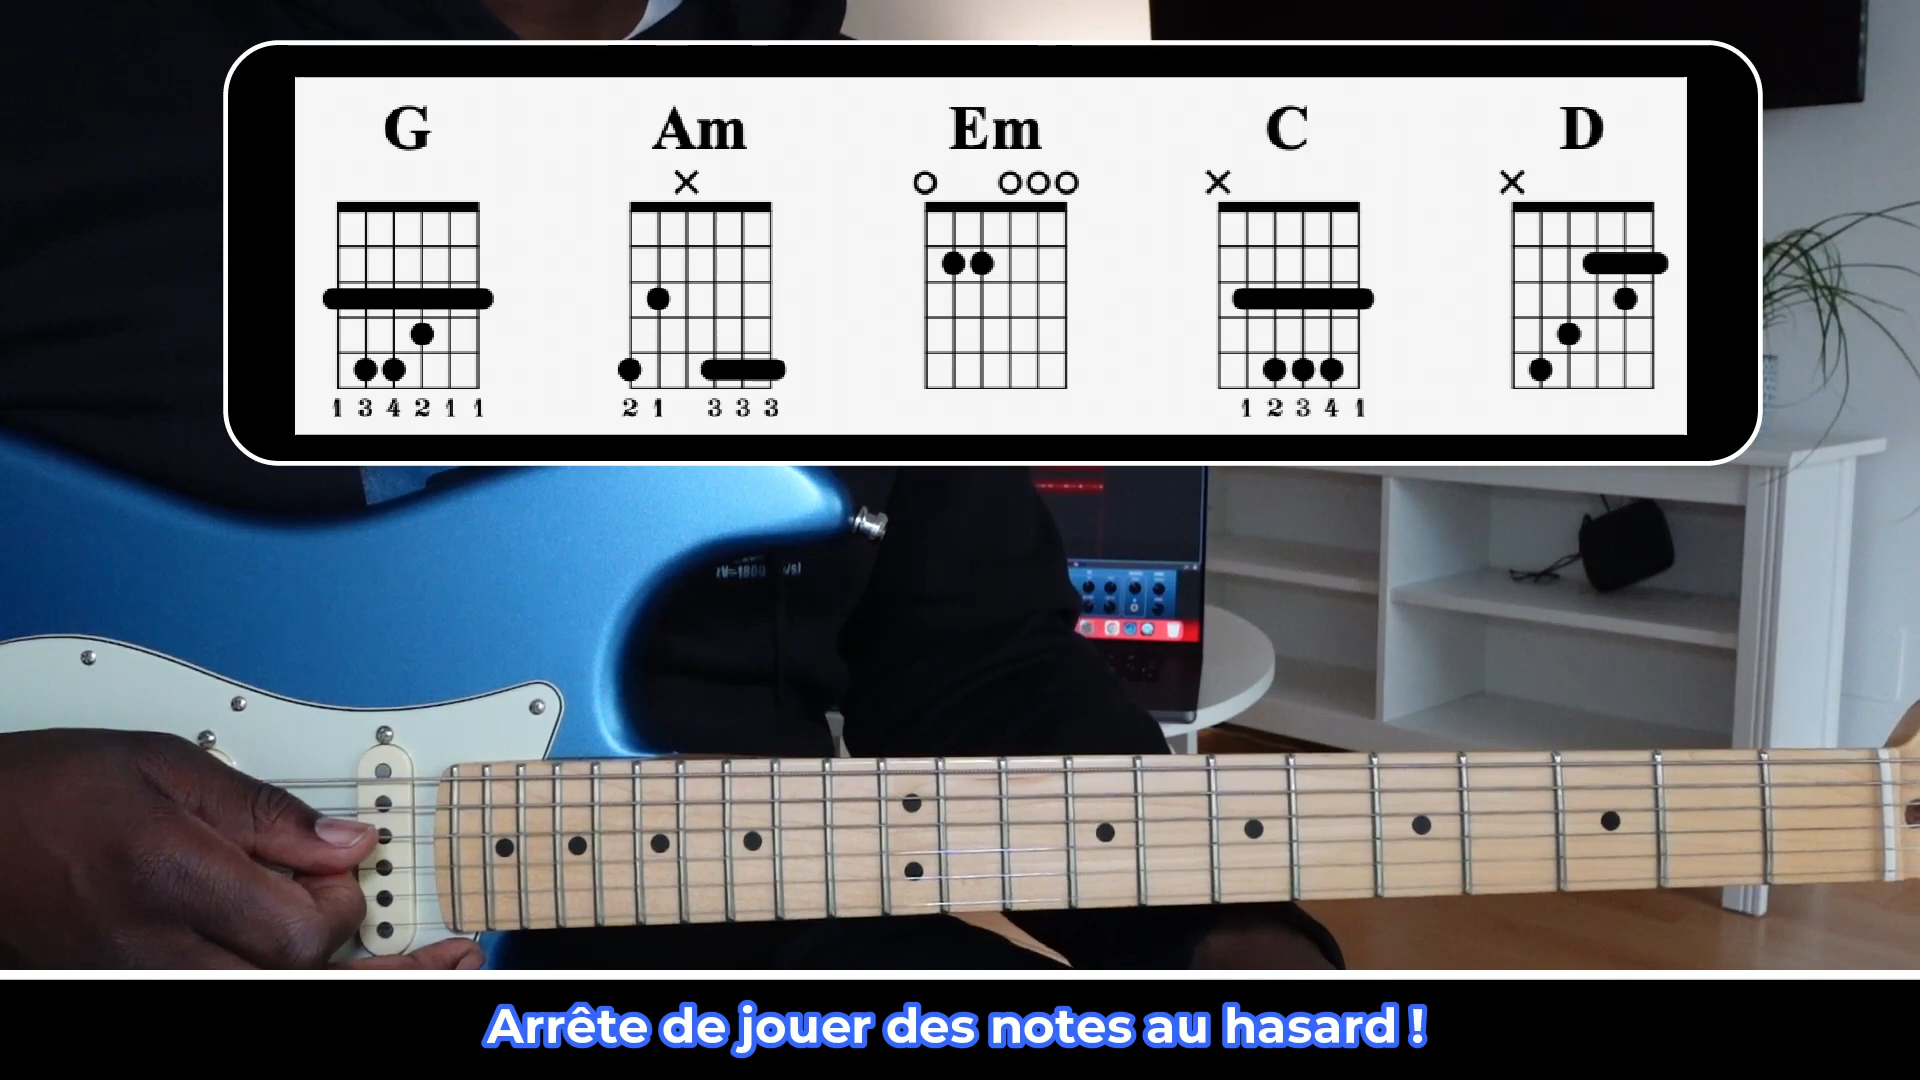 G Am Em C D
× × ×
1 3 4 2 1 1 2 1 3 3 3 1 2 3 4 1
Arrête de jouer des notes au hasard !